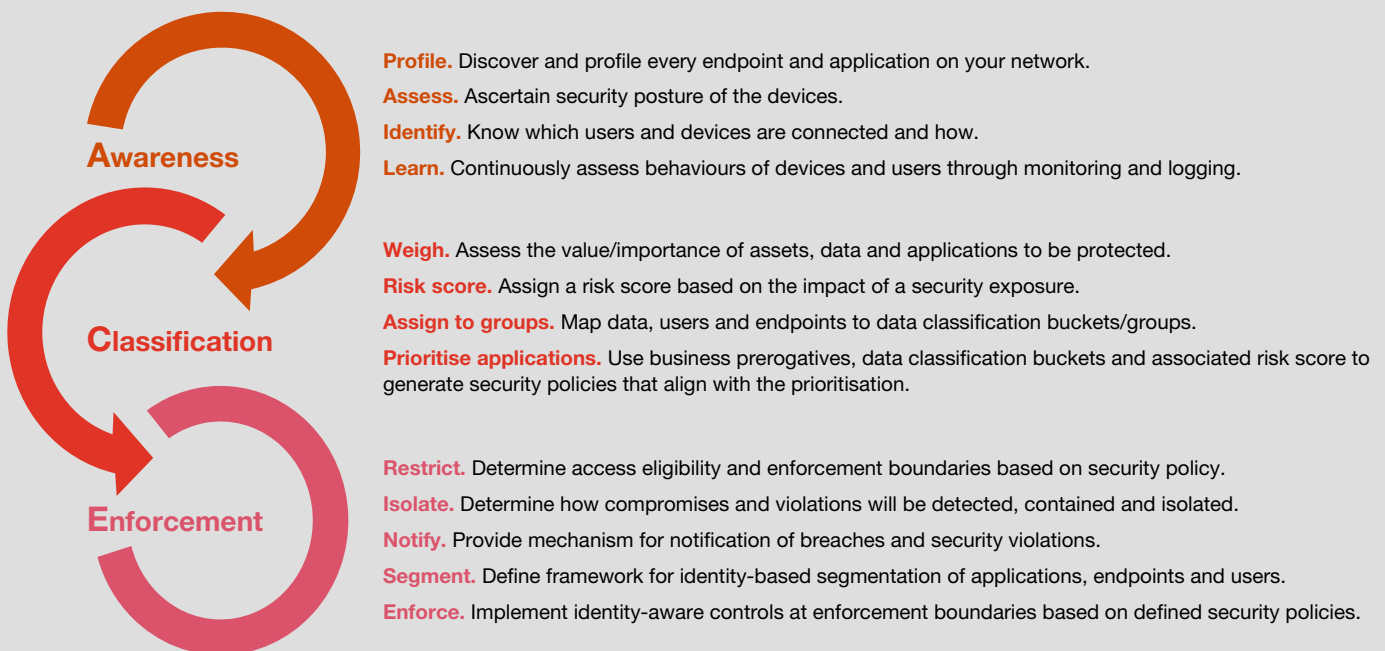 Awareness
Profile. Discover and profile every endpoint and application on your network.
Assess. Ascertain security posture of the devices.
Identify. Know which users and devices are connected and how.
Learn. Continuously assess behaviours of devices and users through monitoring and logging.
Classification
Weigh. Assess the value/importance of assets, data and applications to be protected.
Risk score. Assign a risk score based on the impact of a security exposure.
Assign to groups. Map data, users and endpoints to data classification buckets/groups.
Prioritise applications. Use business prerogatives, data classification buckets and associated risk score to
generate security policies that align with the prioritisation.
Enforcement
Restrict. Determine access eligibility and enforcement boundaries based on security policy.
Isolate. Determine how compromises and violations will be detected, contained and isolated.
Notify. Provide mechanism for notification of breaches and security violations.
Segment. Define framework for identity-based segmentation of applications, endpoints and users.
Enforce. Implement identity-aware controls at enforcement boundaries based on defined security policies.